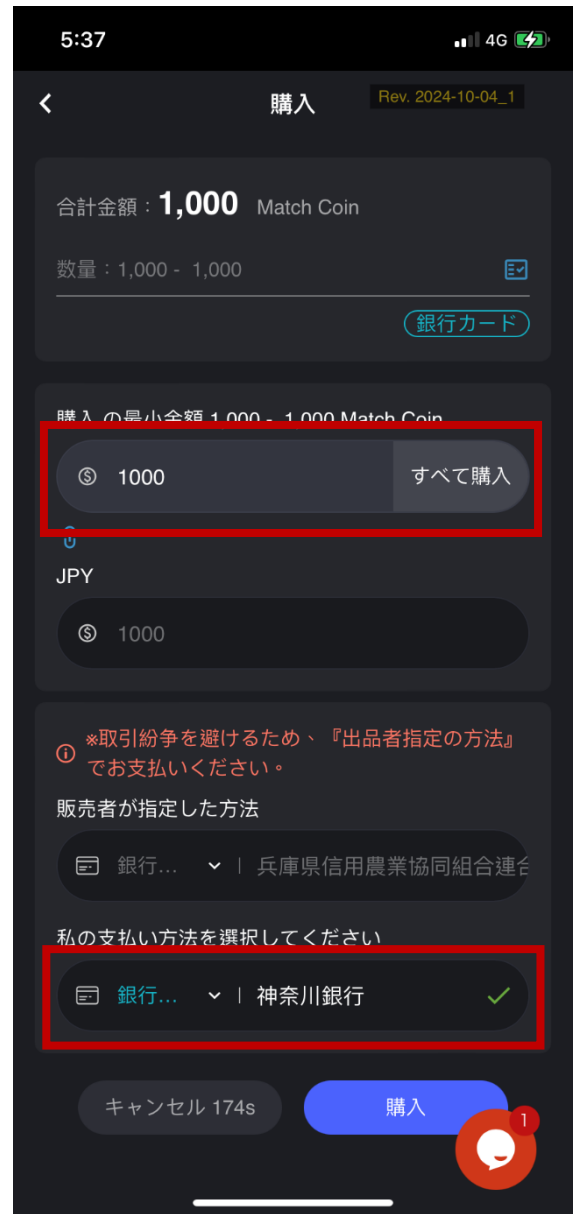 5:37
4G
購入
Rev. 2024-10-04_1
合計金額：1,000 Match Coin
数量：1,000 - 1,000
銀行カード
購入 の最小金額 1,000 - 1,000 Match Coin
1000
すべて購入
JPY
1000
※取引紛争を避けるため、『出品者指定の方法』
でお支払いください。
販売者が指定した方法
銀行... | 兵庫県信用農業協同組合連合
私の支払い方法を選択してください
銀行... | 神奈川銀行
キャンセル 174s
購入
1